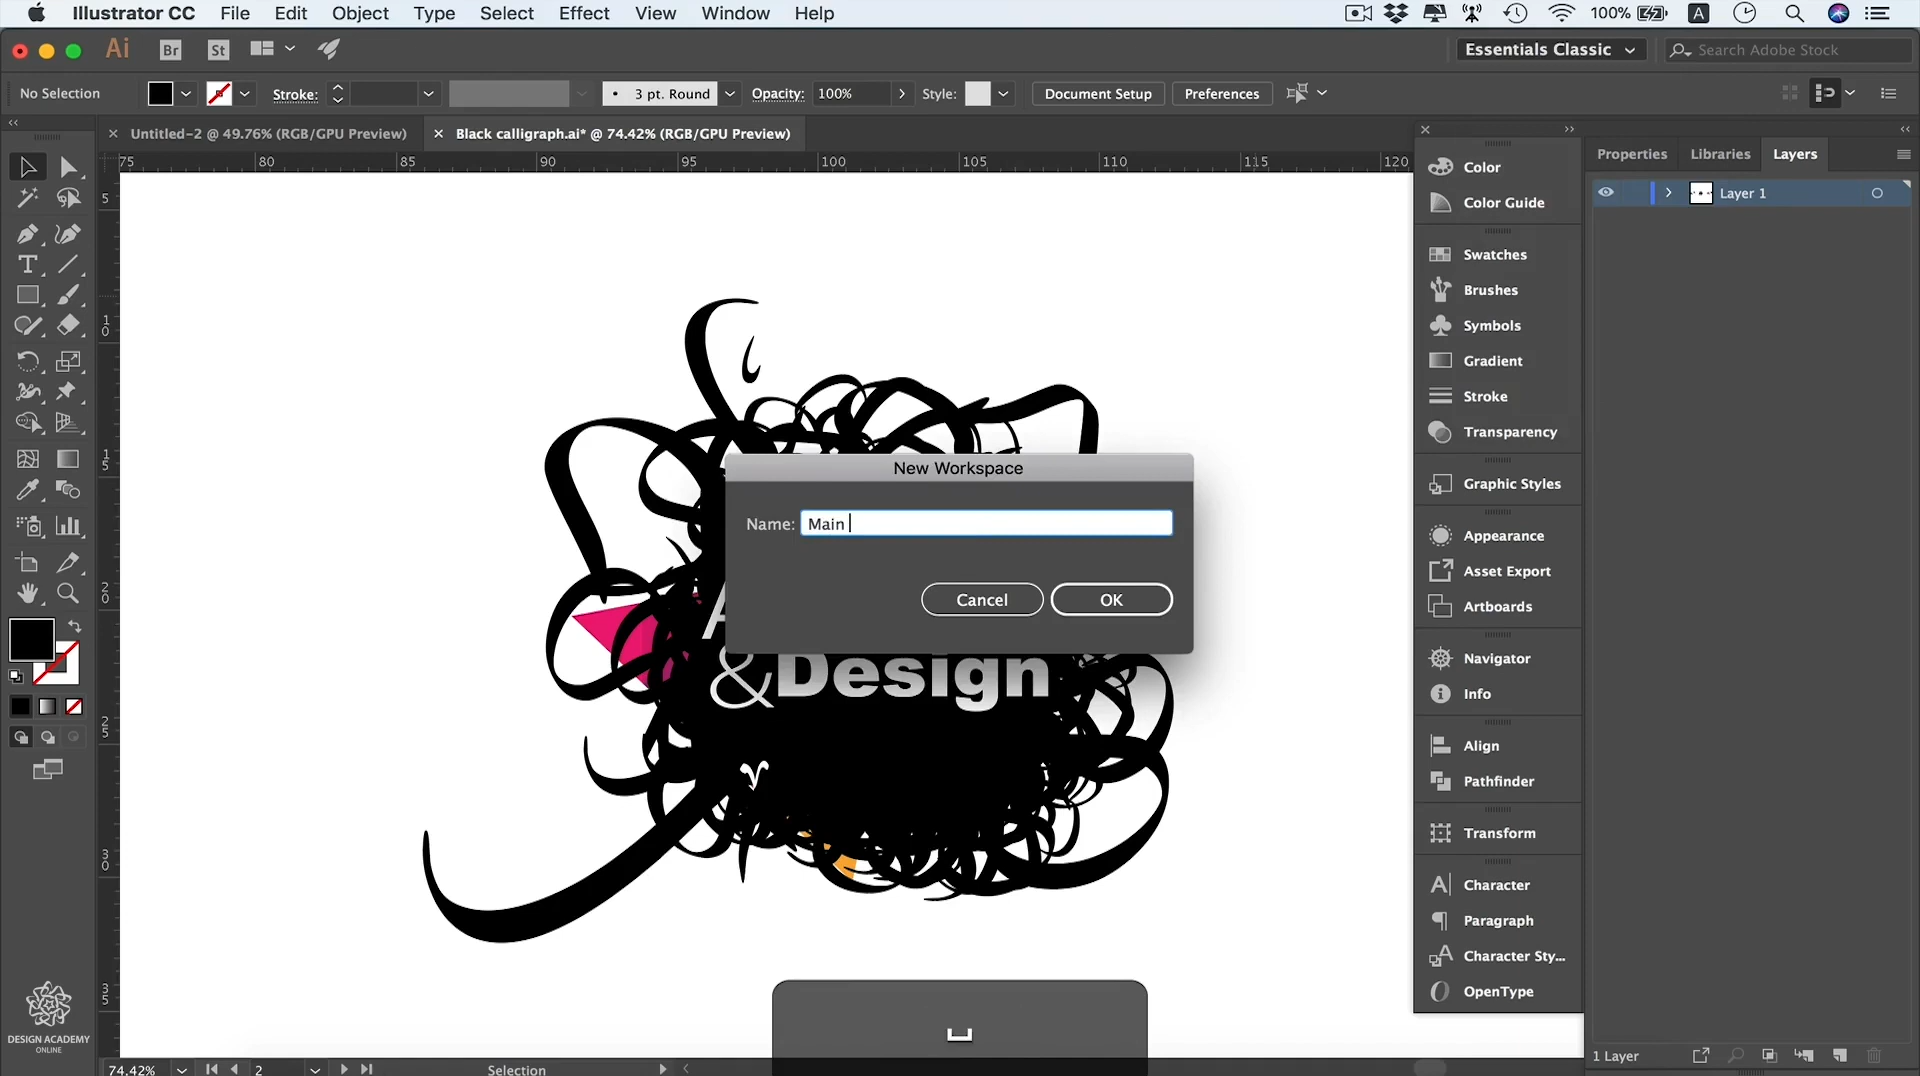 Illustrator CC File Edit Object Type Select Effect View Window Help 100% A
Ai Br St Essentials Classic Search Adobe Stock
No Selection Stroke: 3 pt. Round Opacity: 100% Style: Document Setup Preferences
Untitled-2 @ 49.76% (RGB/GPU Preview) Black calligraph.ai* @ 74.42% (RGB/GPU Preview)
75 80 85 90 95 100 105 110 115 120
Properties Libraries Layers
Layer 1
Color
Color Guide
Swatches
Brushes
Symbols
Gradient
Stroke
Transparency
Graphic Styles
Appearance
Asset Export
Artboards
Navigator
Info
Align
Pathfinder
Transform
Character
Paragraph
Character Sty...
OpenType
5
10
15
20
25
30
35
New Workspace
Name: Main
Cancel OK
&Design
DESIGN ACADEMY
ONLINE
74.42% 2 Selection
1 Layer